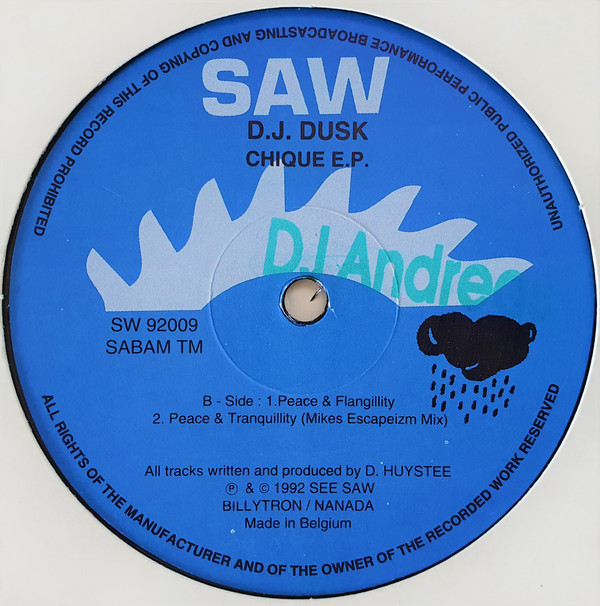 UNAUTHORIZED PUBLIC PERFORMANCE BROADCASTING AND COPYING OF THIS RECORD PROHIBITED
SAW
D.J. DUSK
CHIQUE E.P.
DJ Andrea
SW 92009
SABAM TM
B - Side : 1.Peace & Flangillity
2. Peace & Tranquillity (Mikes Escapeizm Mix)
All tracks written and produced by D. HUYSTEE
℗ & © 1992 SEE SAW
BILLYTRON / NANADA
Made in Belgium
ALL RIGHTS OF THE MANUFACTURER AND OF THE OWNER OF THE RECORDED WORK RESERVED